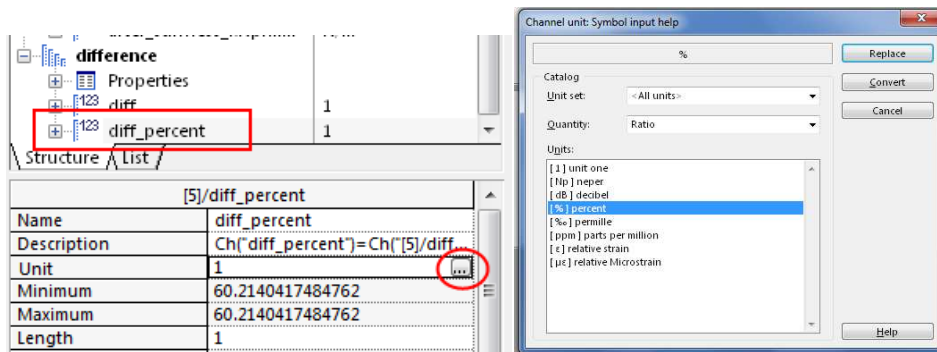 difference
Properties
123 diff 1
123 diff_percent 1
Structure List
[5]/diff_percent
Name diff_percent
Description Ch("diff_percent")=Ch("[5]/diff...
Unit 1 ...
Minimum 60.2140417484762
Maximum 60.2140417484762
Length 1
Channel unit: Symbol input help
%
Replace
Catalog
Convert
Unit set: <All units>
Cancel
Quantity: Ratio
Units:
[ 1 ] unit one
[ Np ] neper
[ dB ] decibel
[ % ] percent
[ ‰ ] permille
[ ppm ] parts per million
[ ε ] relative strain
[ με ] relative Microstrain
Help